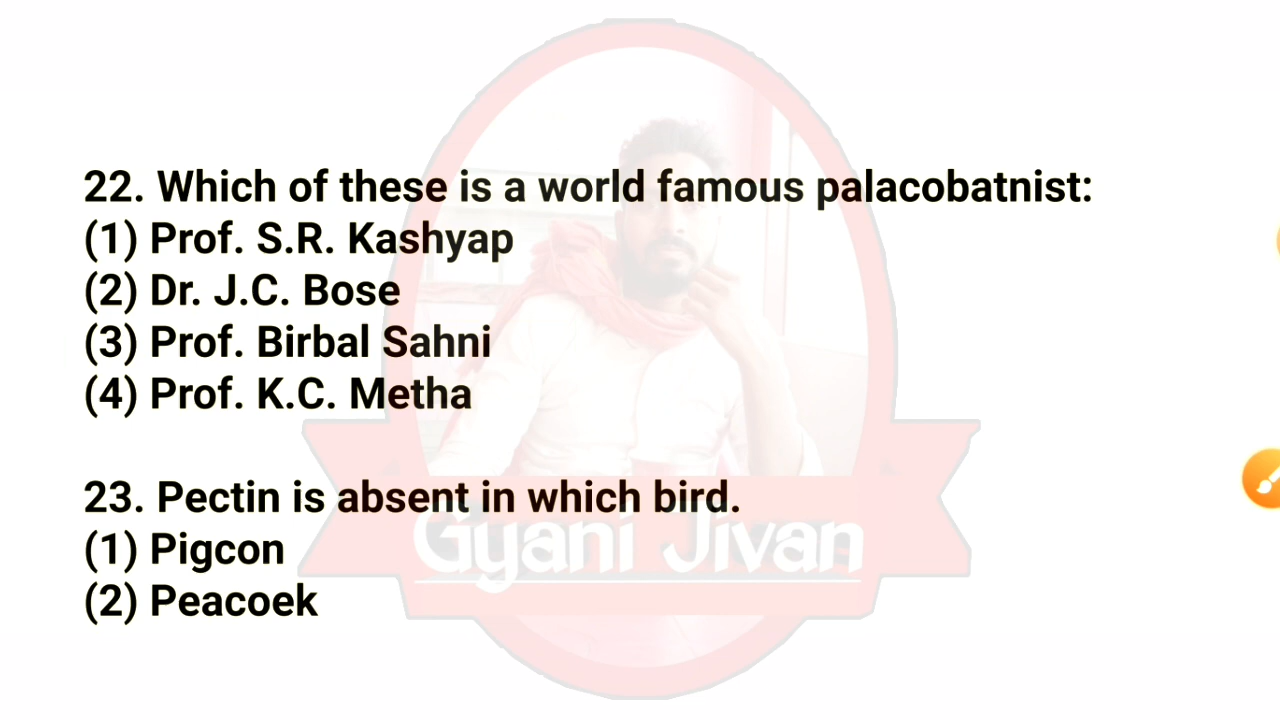 22. Which of these is a world famous palacobatnist:
(1) Prof. S.R. Kashyap
(2) Dr. J.C. Bose
(3) Prof. Birbal Sahni
(4) Prof. K.C. Metha
23. Pectin is absent in which bird.
(1) Pigcon
Gyani Jivan
(2) Peacoek